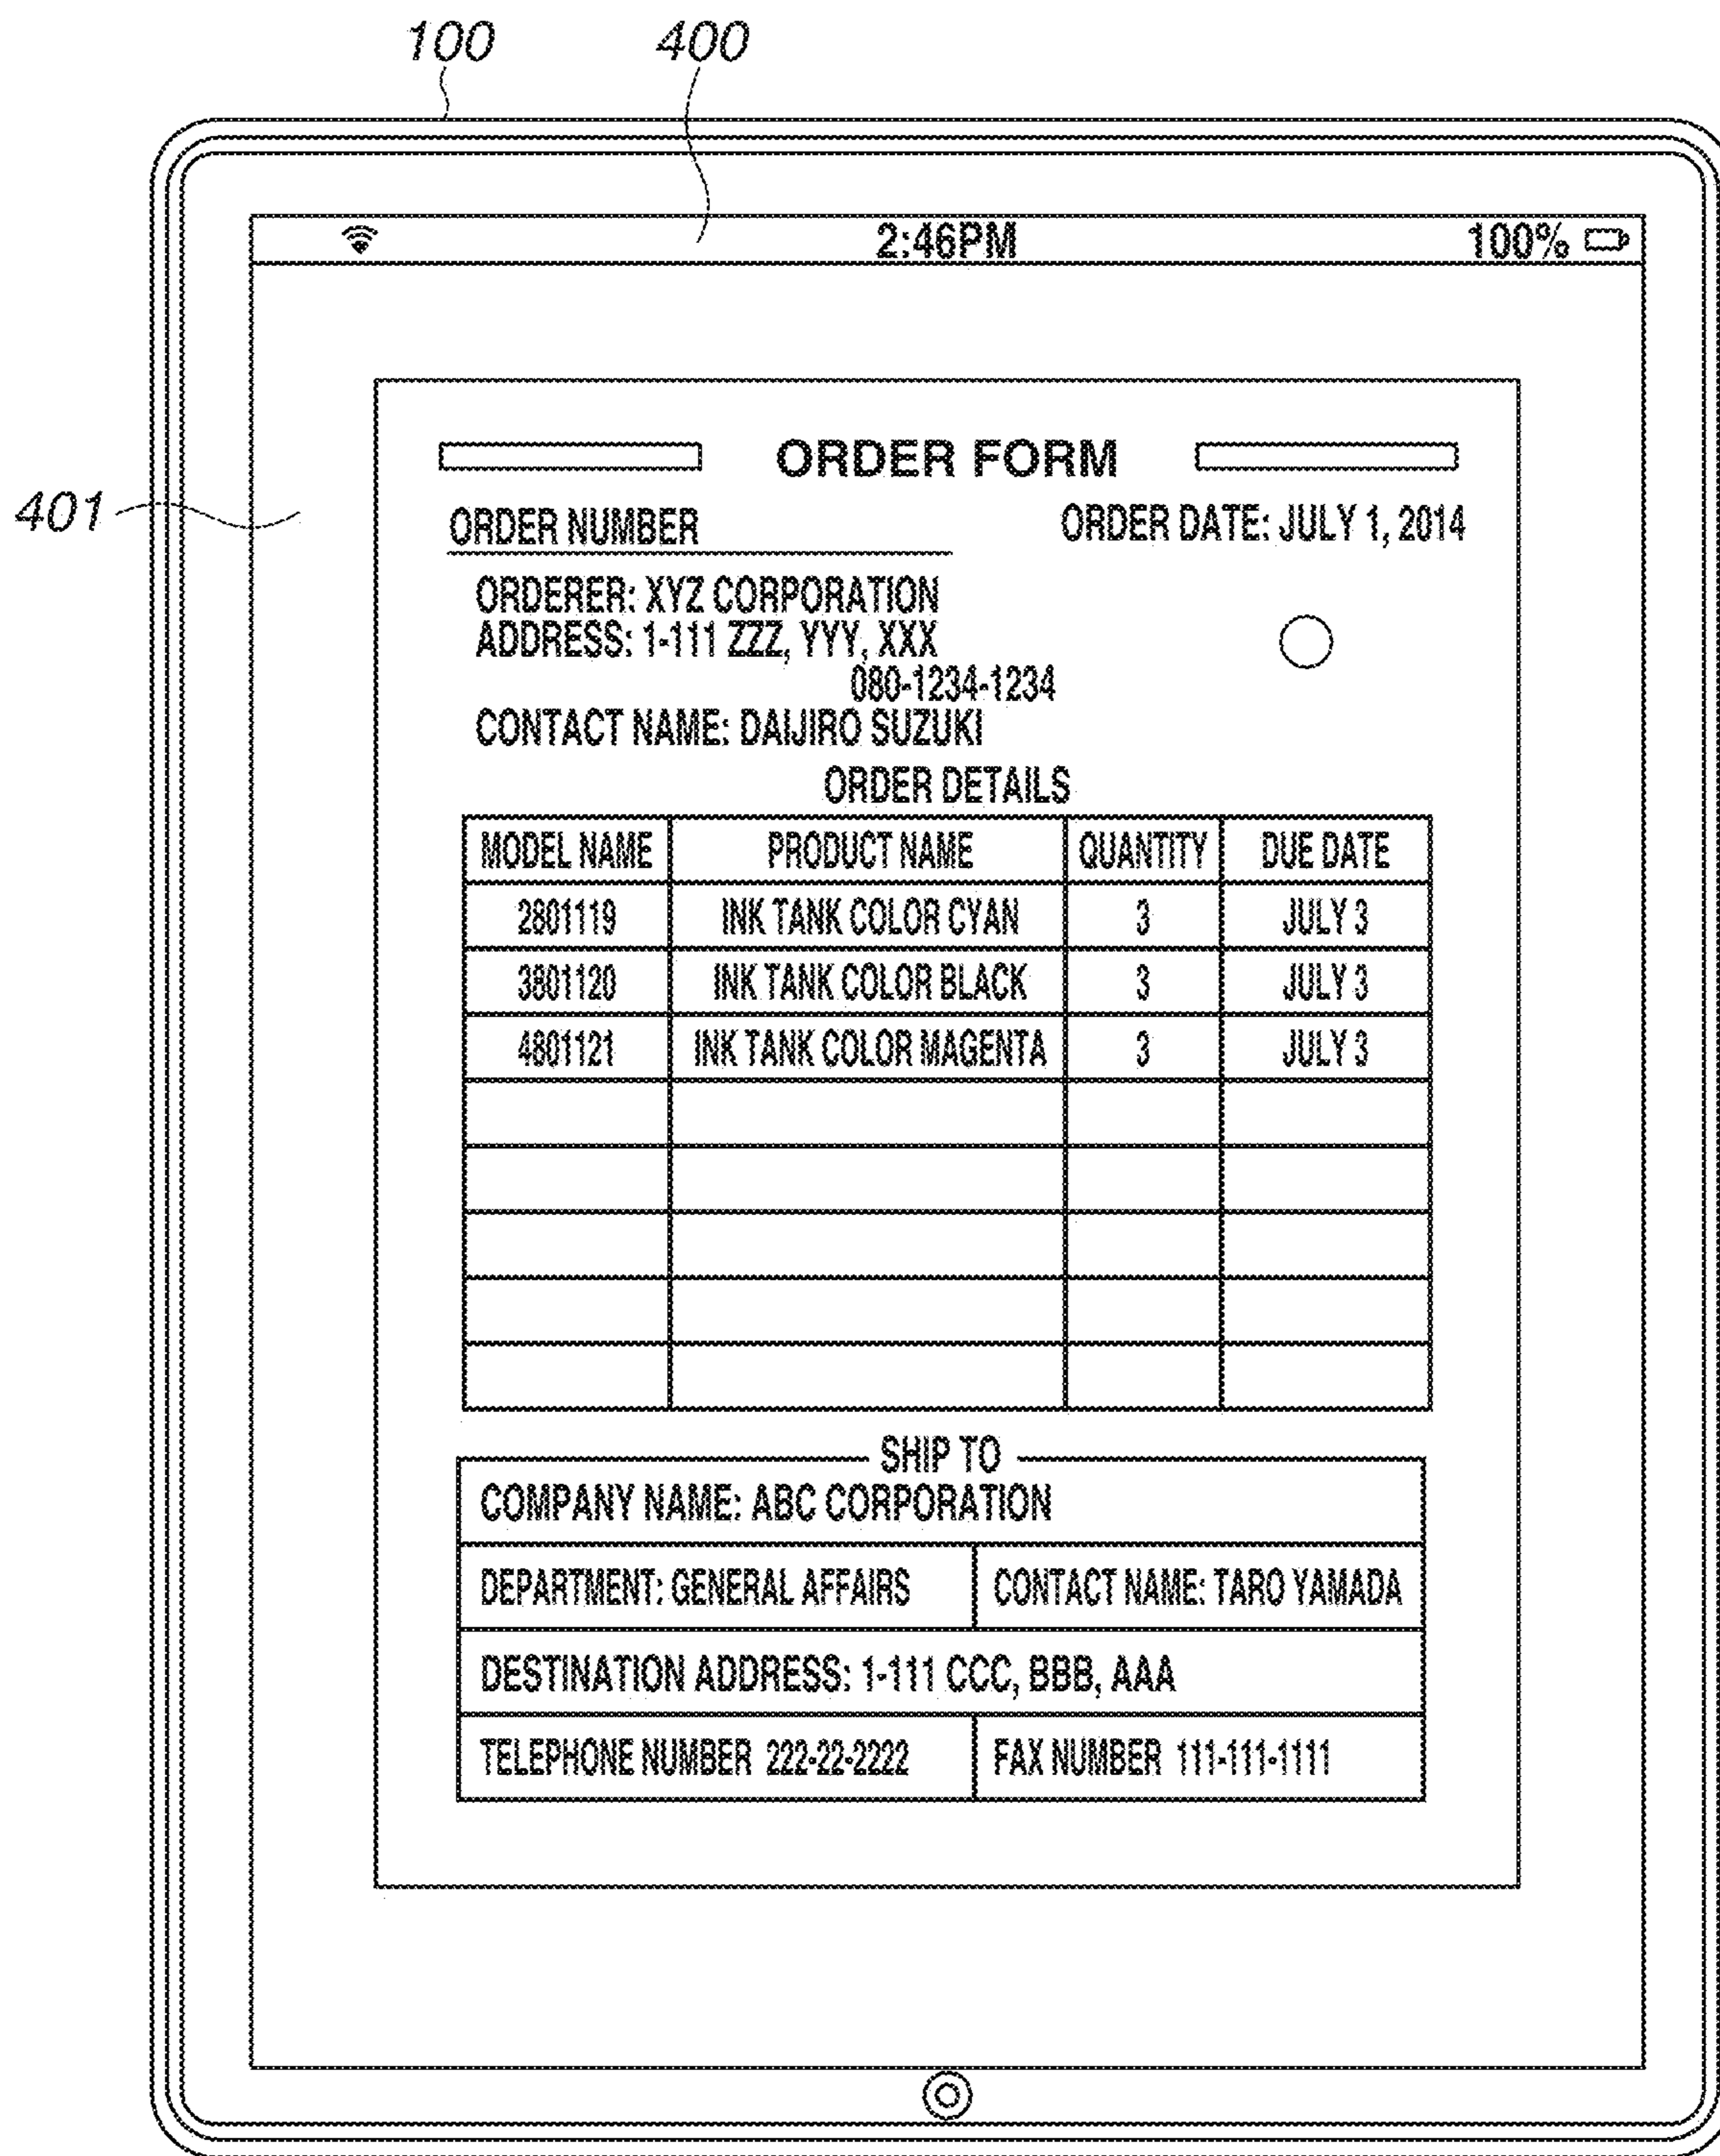 100 400
2:46PM 100%
401
ORDER FORM
ORDER NUMBER ORDER DATE: JULY 1, 2014
ORDERER: XYZ CORPORATION
ADDRESS: 1-111 ZZZ, YYY, XXX
080-1234-1234
CONTACT NAME: DAIJIRO SUZUKI
ORDER DETAILS
MODEL NAME PRODUCT NAME QUANTITY DUE DATE
2801119 INK TANK COLOR CYAN 3 JULY 3
3801120 INK TANK COLOR BLACK 3 JULY 3
4801121 INK TANK COLOR MAGENTA 3 JULY 3
SHIP TO
COMPANY NAME: ABC CORPORATION
DEPARTMENT: GENERAL AFFAIRS CONTACT NAME: TARO YAMADA
DESTINATION ADDRESS: 1-111 CCC, BBB, AAA
TELEPHONE NUMBER 222-22-2222 FAX NUMBER 111-111-1111